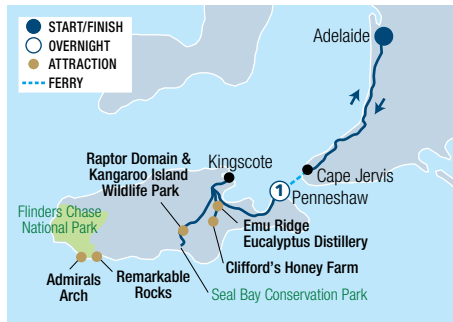 START/FINISH
OVERNIGHT
ATTRACTION
FERRY
Adelaide
Raptor Domain &
Kangaroo Island
Wildlife Park
Kingscote
Cape Jervis
1
Penneshaw
Flinders Chase
National Park
Emu Ridge
Eucalyptus Distillery
Clifford's Honey Farm
Admirals
Arch
Remarkable
Rocks
Seal Bay Conservation Park